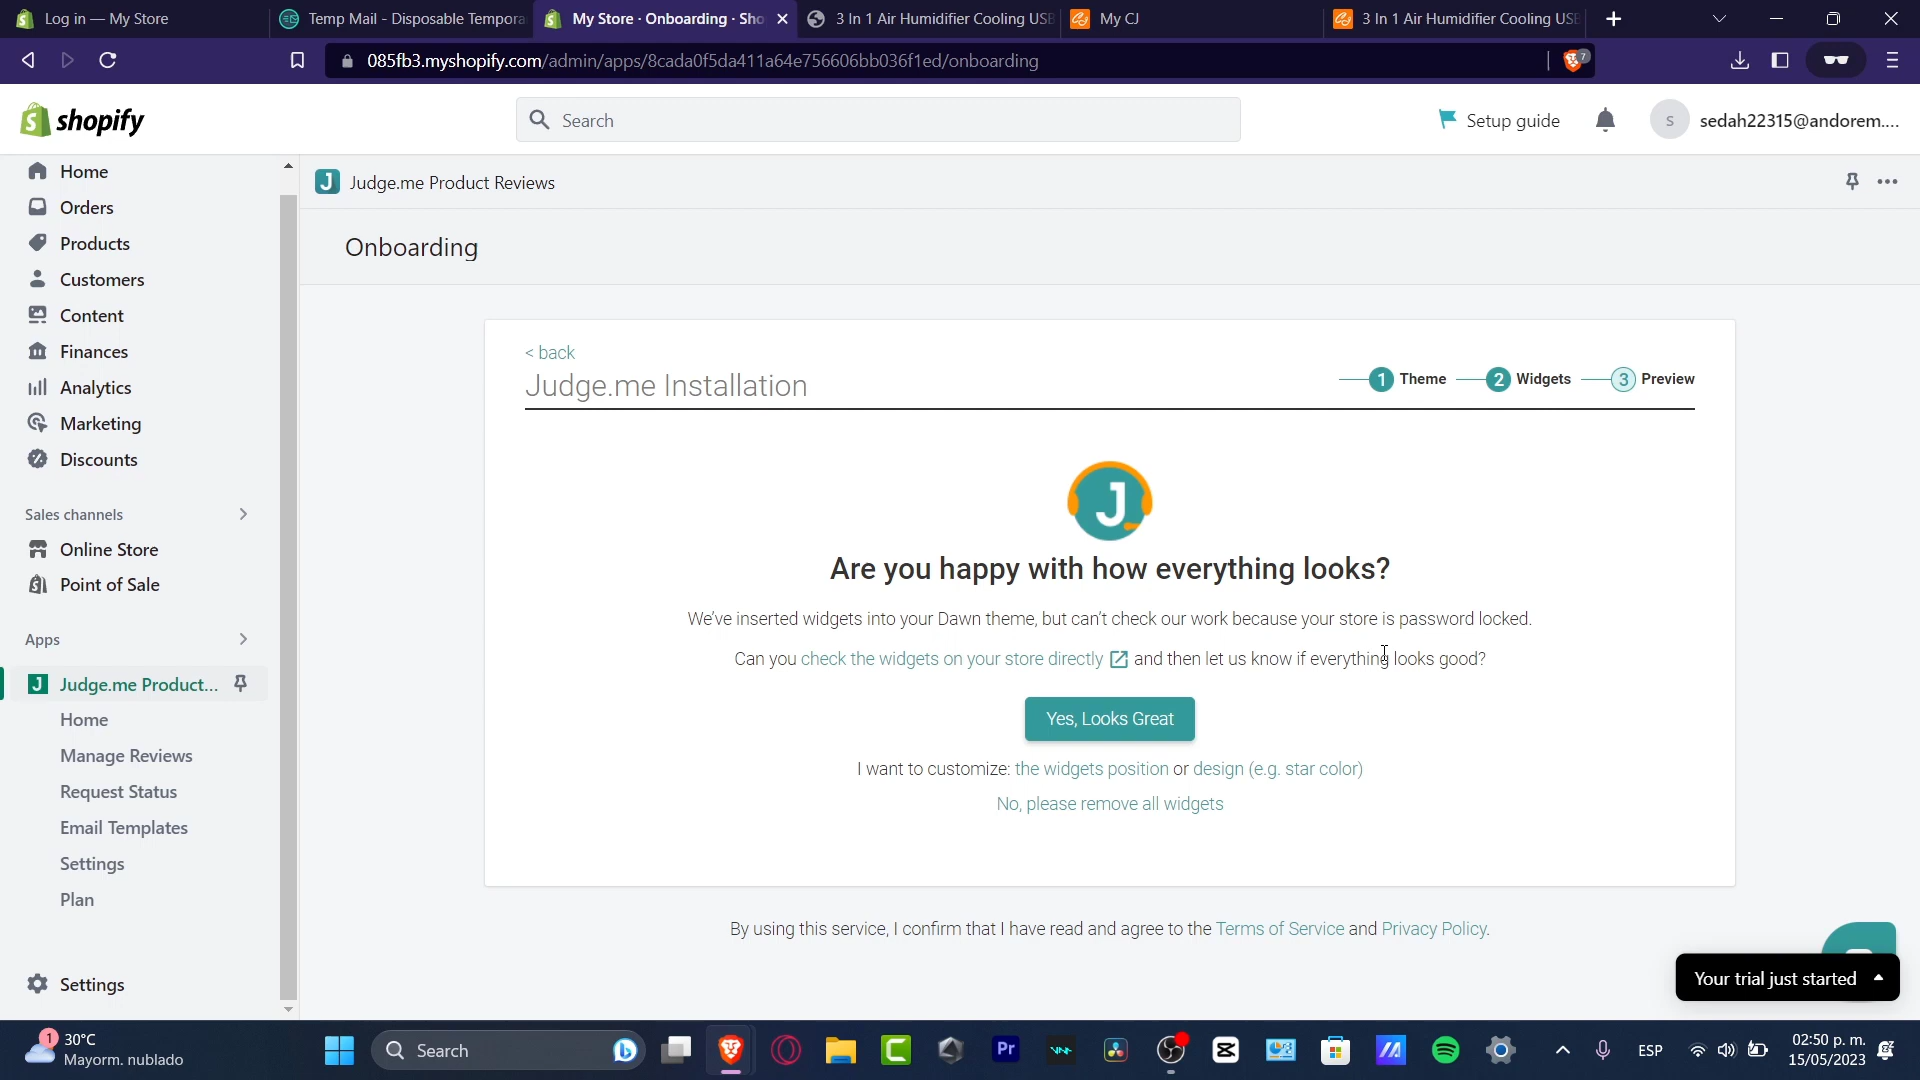 Log in — My Store
Temp Mail - Disposable Tempora
My Store · Onboarding · Sho
3 In 1 Air Humidifier Cooling USB
My CJ
3 In 1 Air Humidifier Cooling USB
085fb3.myshopify.com/admin/apps/8cada0f5da411a64e756606bb036f1ed/onboarding
7
shopify
Search
Setup guide
s
sedah22315@andorem....
Home
Orders
Products
Customers
Content
Finances
Analytics
Marketing
Discounts
Sales channels
Online Store
Point of Sale
Apps
J Judge.me Product...
Home
Manage Reviews
Request Status
Email Templates
Settings
Plan
Settings
J Judge.me Product Reviews
Onboarding
< back
Judge.me Installation
1 Theme
2 Widgets
3 Preview
J
Are you happy with how everything looks?
We've inserted widgets into your Dawn theme, but can't check our work because your store is password locked.
Can you check the widgets on your store directly and then let us know if everything looks good?
Yes, Looks Great
I want to customize: the widgets position or design (e.g. star color)
No, please remove all widgets
By using this service, I confirm that I have read and agree to the Terms of Service and Privacy Policy.
Your trial just started
1
30°C
Mayorm. nublado
Search
Pr
ESP
02:50 p. m.
15/05/2023